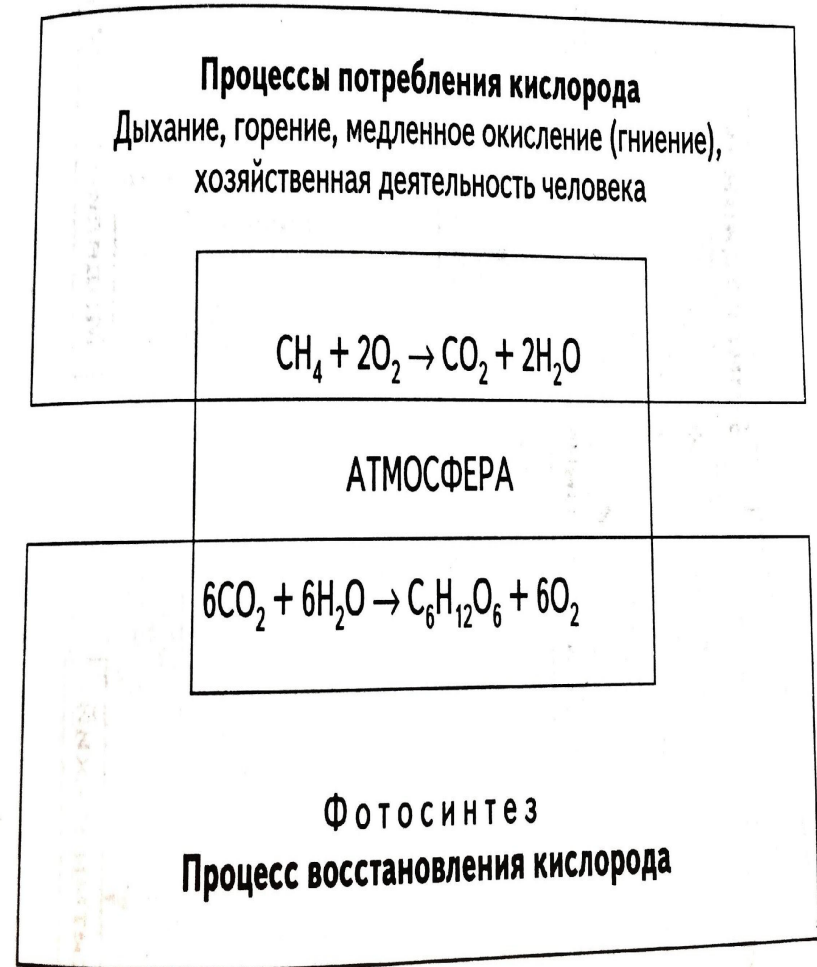 Процессы потребления кислорода
Дыхание, горение, медленное окисление (гниение),
хозяйственная деятельность человека
CH₄ + 2O₂ → CO₂ + 2H₂O
АТМОСФЕРА
6CO₂ + 6H₂O → C₆H₁₂O₆ + 6O₂
Фотосинтез
Процесс восстановления кислорода